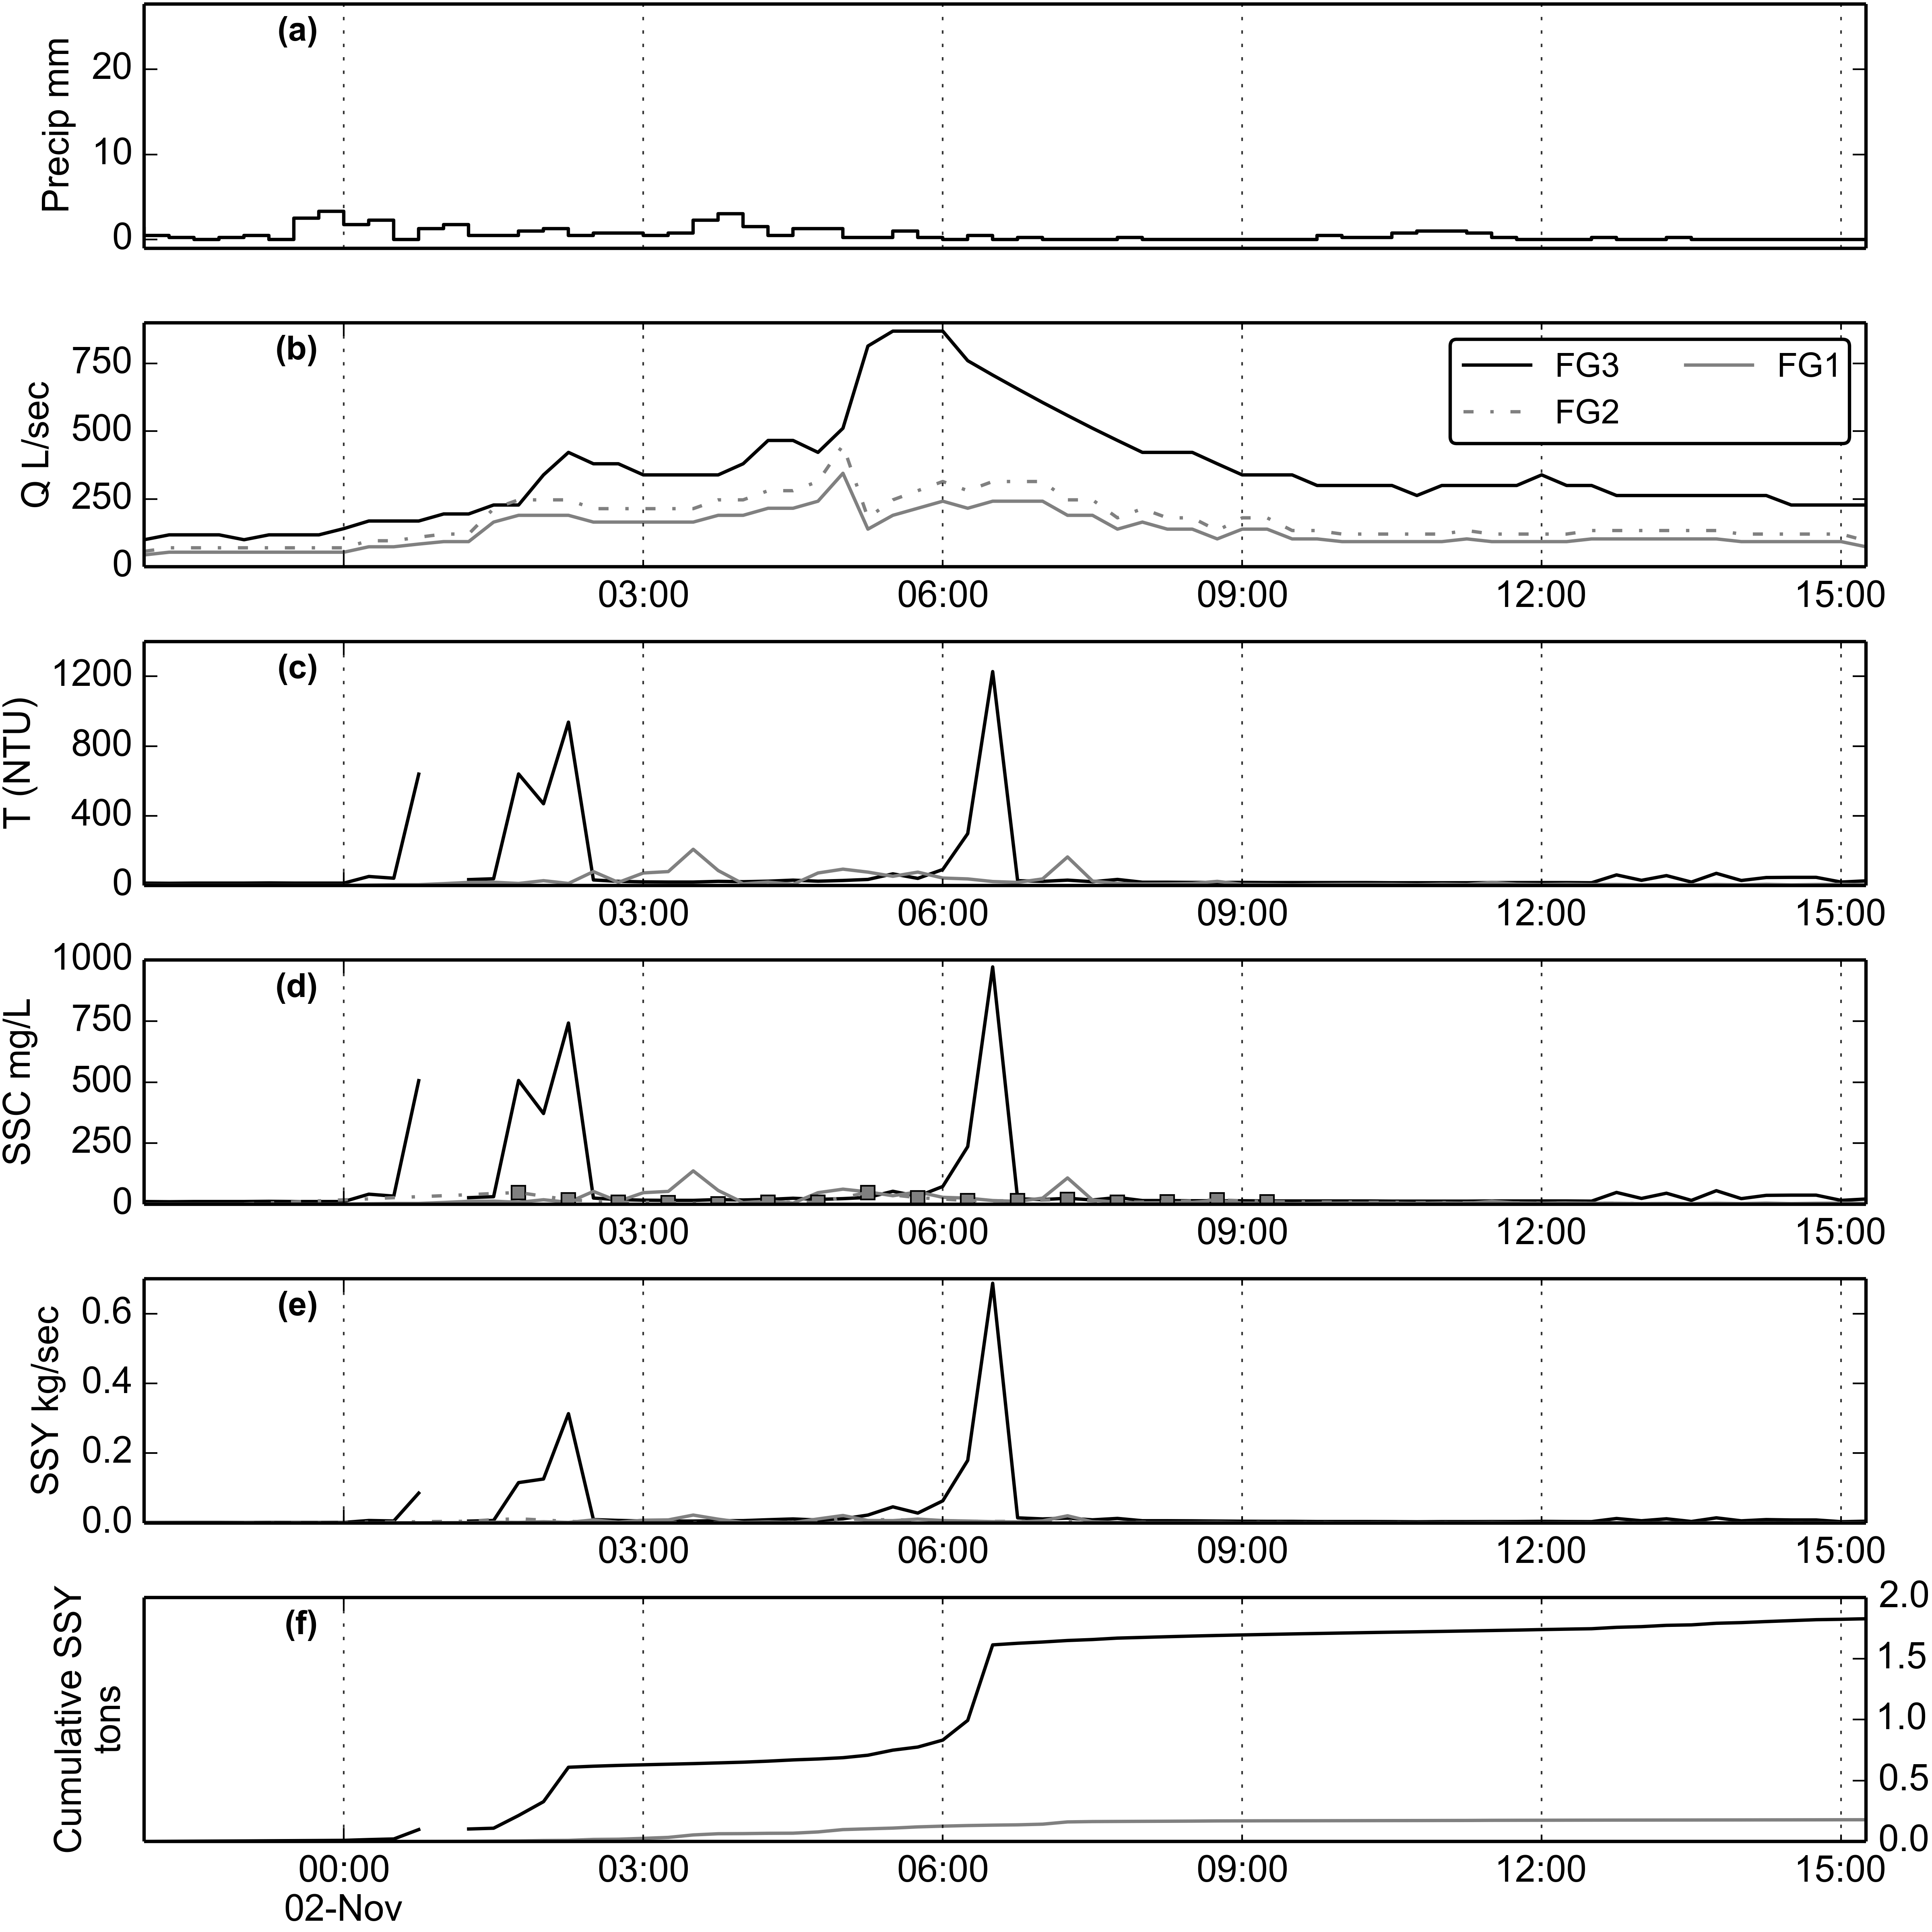 (a)
Precip mm
20
10
0
(b)
Q L/sec
750
500
250
0
FG3
FG1
FG2
03:00 06:00 09:00 12:00 15:00
(c)
T (NTU)
1200
800
400
0
03:00 06:00 09:00 12:00 15:00
(d)
SSC mg/L
1000
750
500
250
0
03:00 06:00 09:00 12:00 15:00
(e)
SSY kg/sec
0.6
0.4
0.2
0.0
03:00 06:00 09:00 12:00 15:00
(f)
Cumulative SSY
tons
2.0
1.5
1.0
0.5
0.0
00:00 03:00 06:00 09:00 12:00 15:00
02-Nov